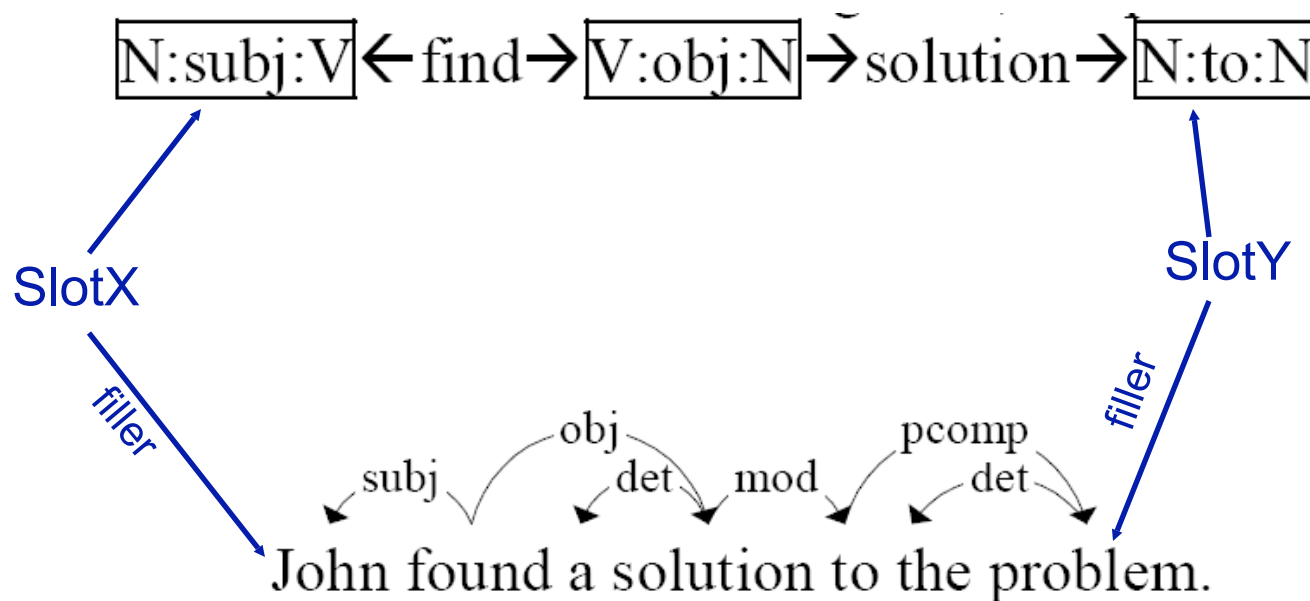 N:subj:V←find→V:obj:N→solution→N:to:N
SlotX
SlotY
filler
filler
obj
pcomp
subj
det
mod
det
John found a solution to the problem.